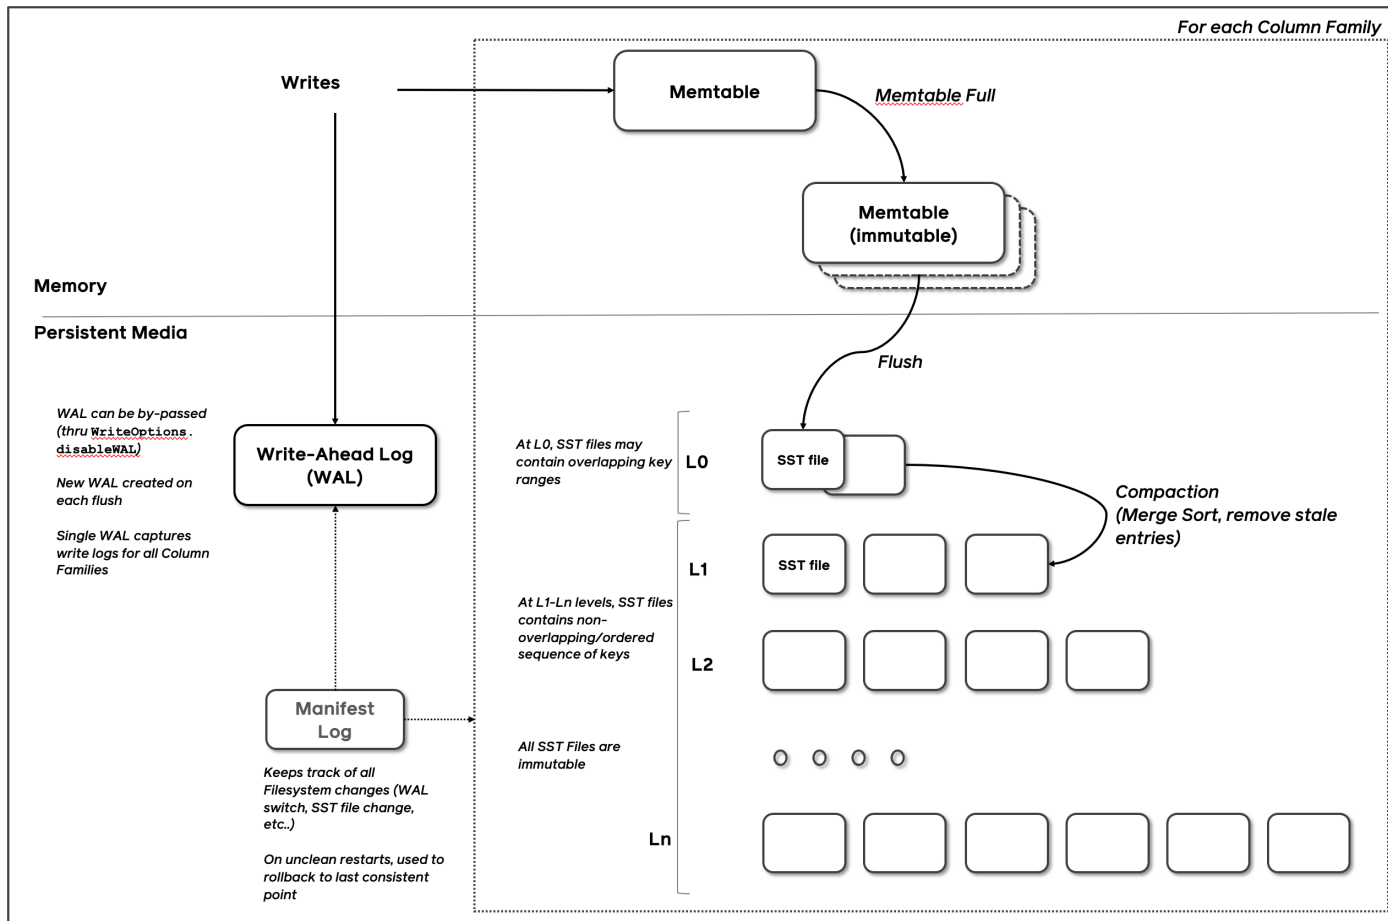 For each Column Family
Writes
Memtable
Memtable Full
Memtable
(immutable)
Memory
Persistent Media
Flush
WAL can be by-passed
(thru WriteOptions.
disableWAL)
New WAL created on
each flush
Single WAL captures
write logs for all Column
Families
Write-Ahead Log
(WAL)
At L0, SST files may
contain overlapping key
ranges
L0
SST file
Compaction
(Merge Sort, remove stale
entries)
L1
SST file
At L1-Ln levels, SST files
contains non-
overlapping/ordered
sequence of keys
L2
Manifest
Log
All SST Files are
immutable
Keeps track of all
Filesystem changes (WAL
switch, SST file change,
etc..)
On unclean restarts, used to
rollback to last consistent
point
Ln